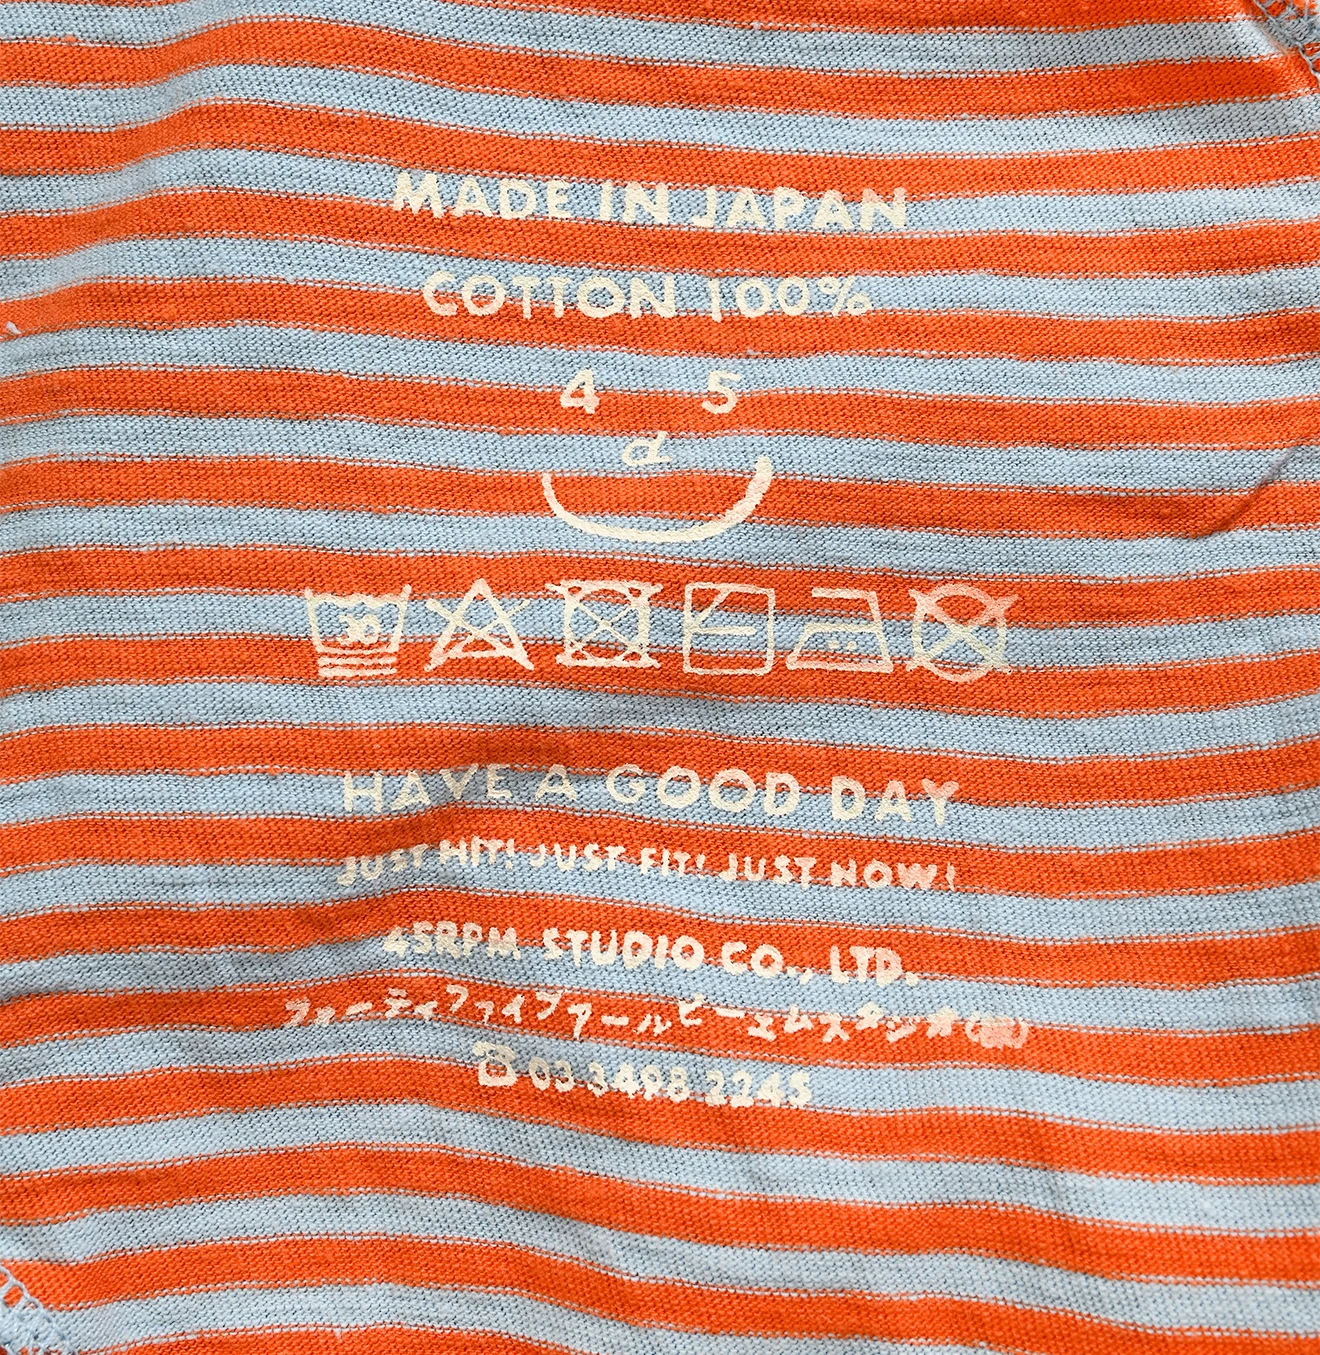 MADE IN JAPAN
COTTON 100%
4 5
d
30
HAVE A GOOD DAY
JUST HIT! JUST FIT! JUST NOW!
45RPM STUDIO CO., LTD.
フォーティファイブアールピーエムスタジオ(株)
☎03 3498 2245